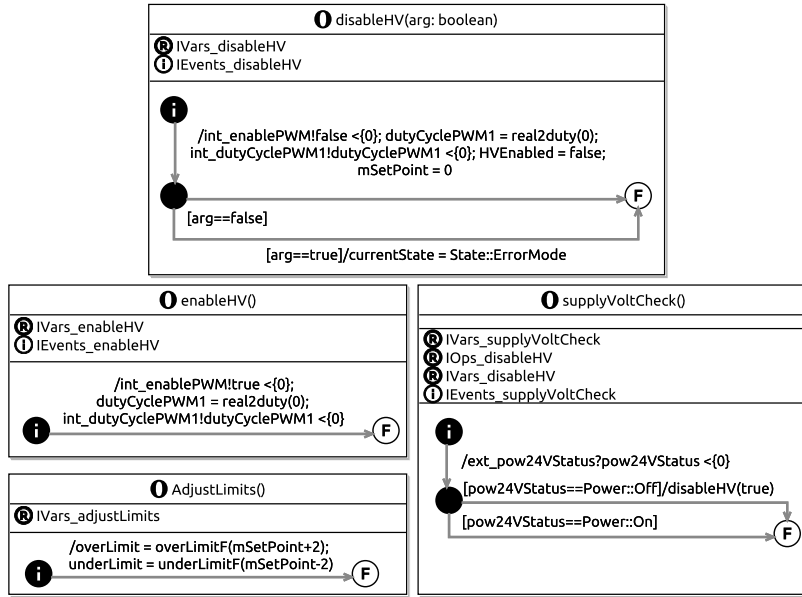 O disableHV(arg: boolean)
R IVars_disableHV
i IEvents_disableHV
i
/int_enablePWM!false <{0}; dutyCyclePWM1 = real2duty(0);
int_dutyCyclePWM1!dutyCyclePWM1 <{0}; HVEnabled = false;
mSetPoint = 0
F
[arg==false]
[arg==true]/currentState = State::ErrorMode
O enableHV()
R IVars_enableHV
i IEvents_enableHV
/int_enablePWM!true <{0};
dutyCyclePWM1 = real2duty(0);
int_dutyCyclePWM1!dutyCyclePWM1 <{0}
i F
O AdjustLimits()
R IVars_adjustLimits
/overLimit = overLimitF(mSetPoint+2);
underLimit = underLimitF(mSetPoint-2)
i F
O supplyVoltCheck()
R IVars_supplyVoltCheck
R IOps_disableHV
R IVars_disableHV
i IEvents_supplyVoltCheck
i
/ext_pow24VStatus?pow24VStatus <{0}
[pow24VStatus==Power::Off]/disableHV(true)
[pow24VStatus==Power::On]
F